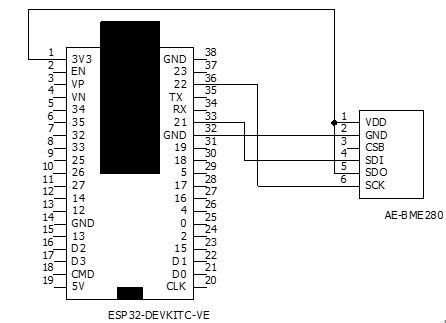 1 3V3 GND 38
2 EN 23 37
3 VP 22 36
4 VN TX 35
5 34 RX 34
6 35 21 33
7 32 GND 32
8 33 19 31
9 25 18 30
10 26 5 29
11 27 17 28
12 14 16 27
13 12 4 26
14 GND 0 25
15 13 2 24
16 D2 15 23
17 D3 D1 22
18 CMD D0 21
19 5V CLK 20
ESP32-DEVKITC-VE
1 VDD
2 GND
3 CSB
4 SDI
5 SDO
6 SCK
AE-BME280